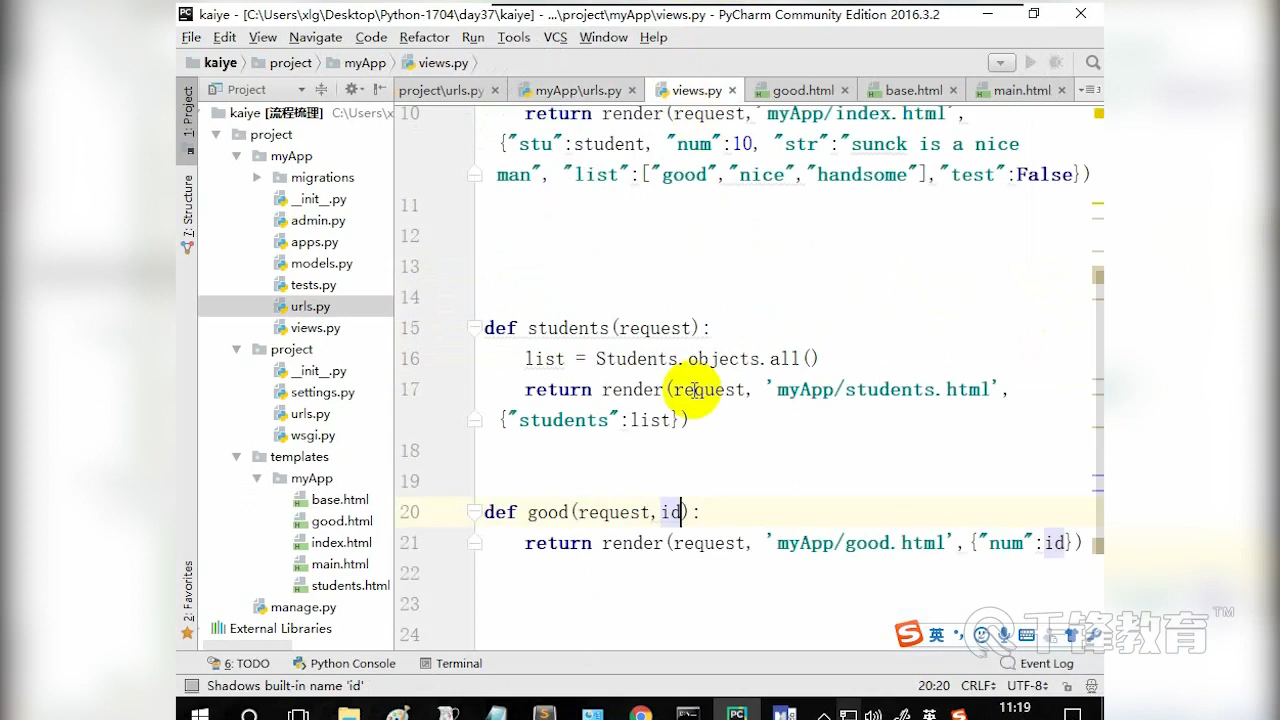 kaiye - [C:\Users\xlg\Desktop\Python-1704\day37\kaiye] - ...\project\myApp\views.py - PyCharm Community Edition 2016.3.2
File Edit View Navigate Code Refactor Run Tools VCS Window Help
kaiye project myApp views.py
Project project\urls.py myApp\urls.py views.py good.html base.html main.html
1: Project
7: Structure
2: Favorites
kaiye [流程梳理] C:\Users\x
project
myApp
migrations
__init__.py
admin.py
apps.py
models.py
tests.py
urls.py
views.py
project
__init__.py
settings.py
urls.py
wsgi.py
templates
myApp
base.html
good.html
index.html
main.html
students.html
manage.py
External Libraries
10 return render(request,'myApp/index.html',
{"stu":student, "num":10, "str":"sunck is a nice
man", "list":["good","nice","handsome"],"test":False})
11
12
13
14
15 def students(request):
16 list = Students.objects.all()
17 return render(request, 'myApp/students.html',
{"students":list})
18
19
20 def good(request,id):
21 return render(request, 'myApp/good.html',{"num":id})
22
23
24
英
千锋教育™
6: TODO Python Console Terminal Event Log
Shadows built-in name 'id' 20:20 CRLF UTF-8
英 11:19